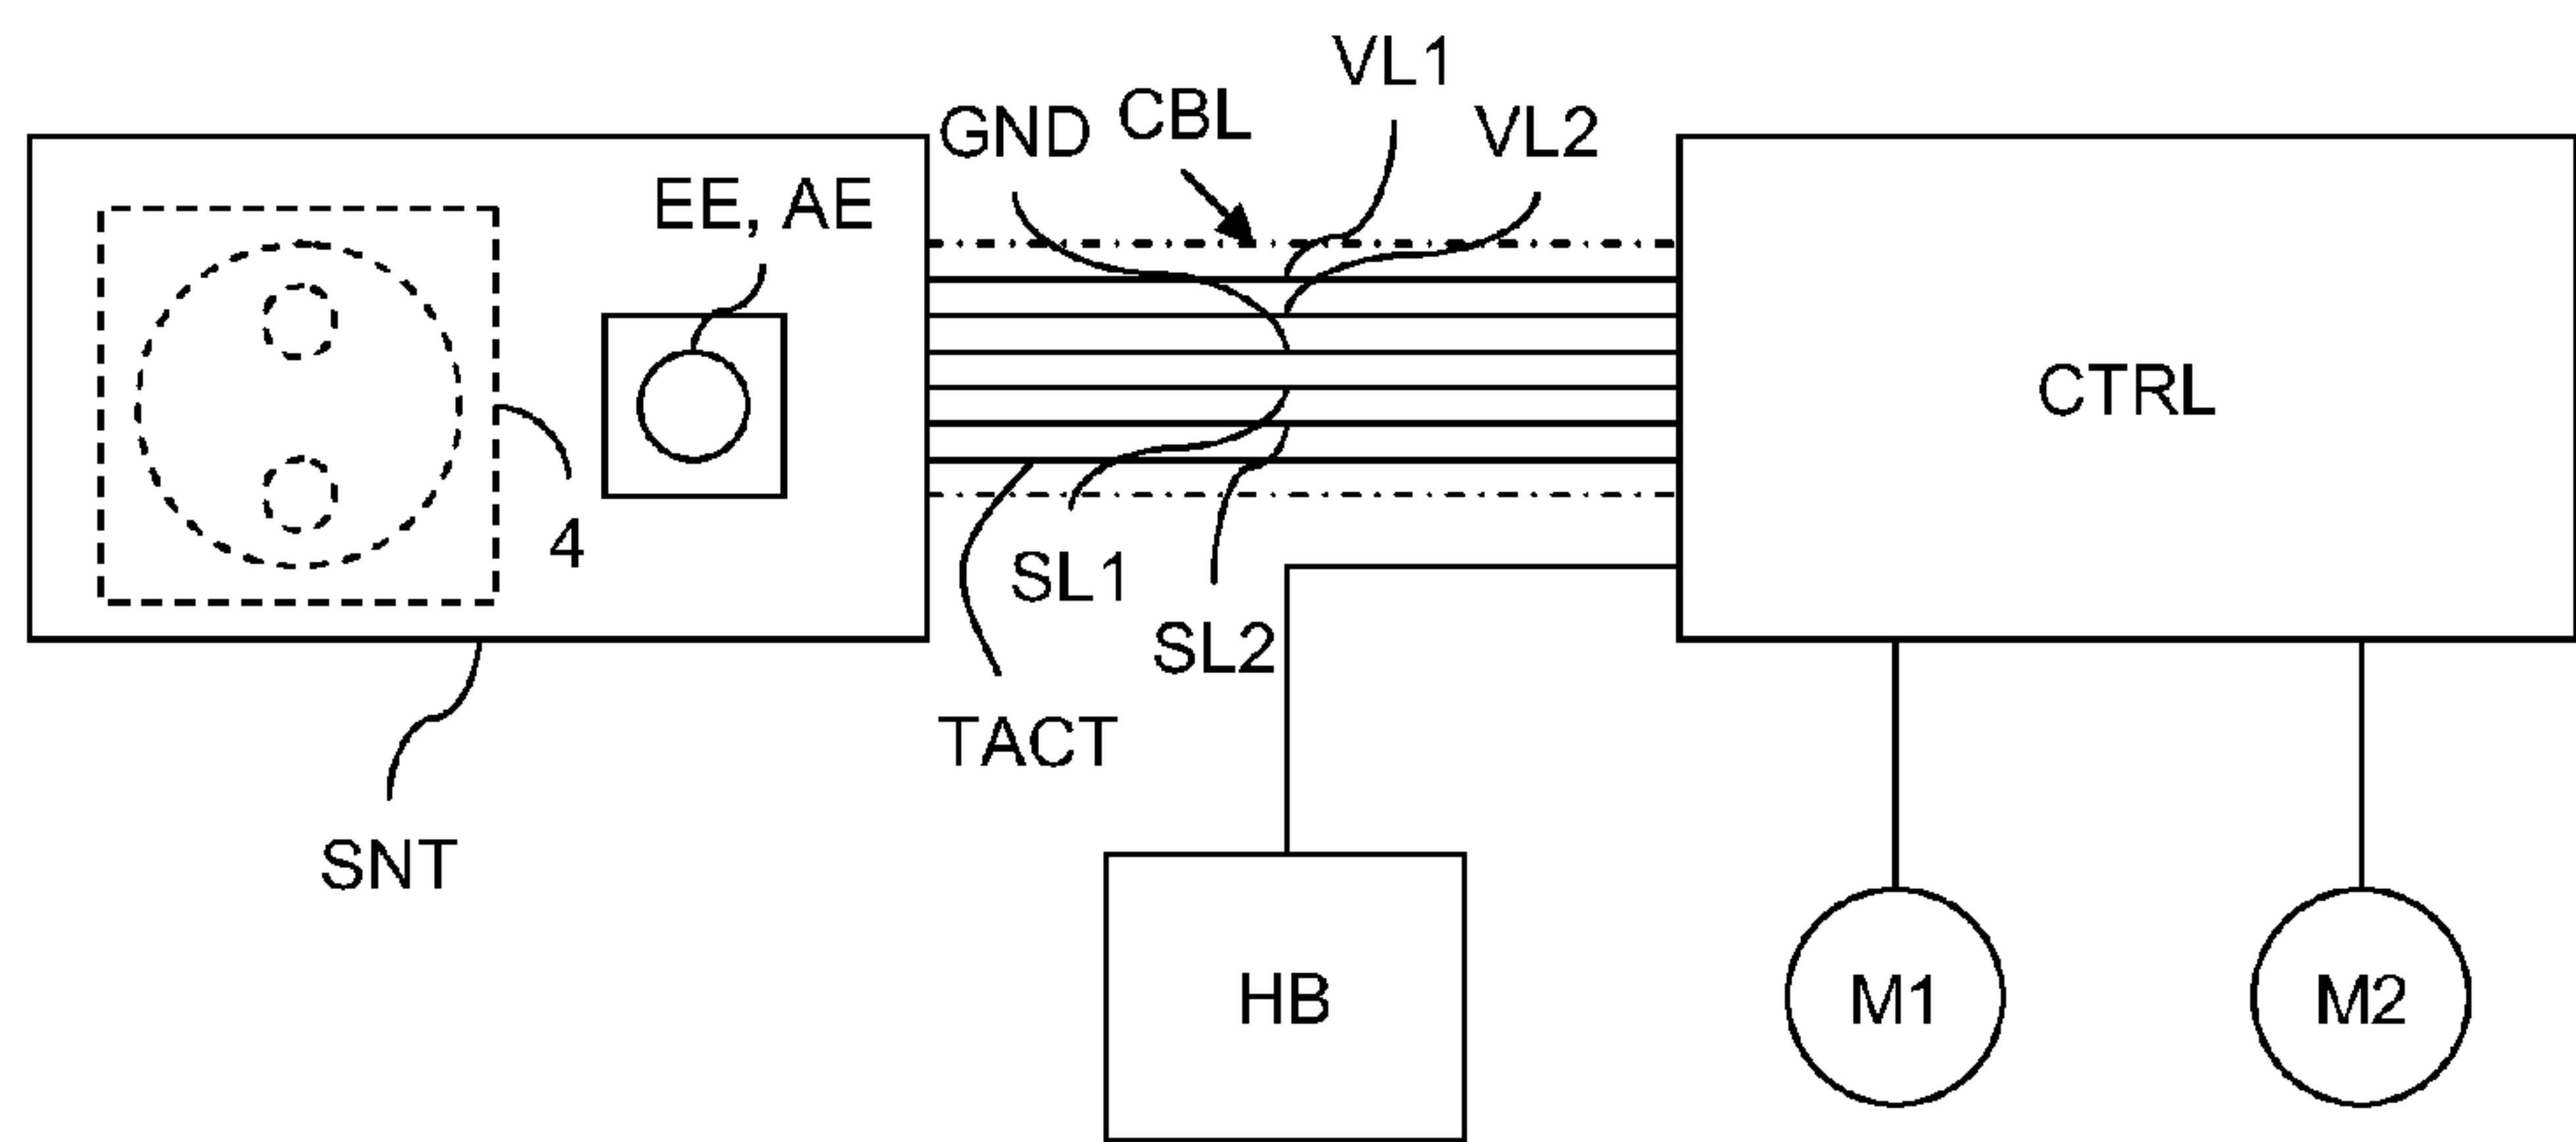 VL1
CBL
GND
VL2
EE, AE
CTRL
4
SL1
SL2
TACT
SNT
HB
M1
M2